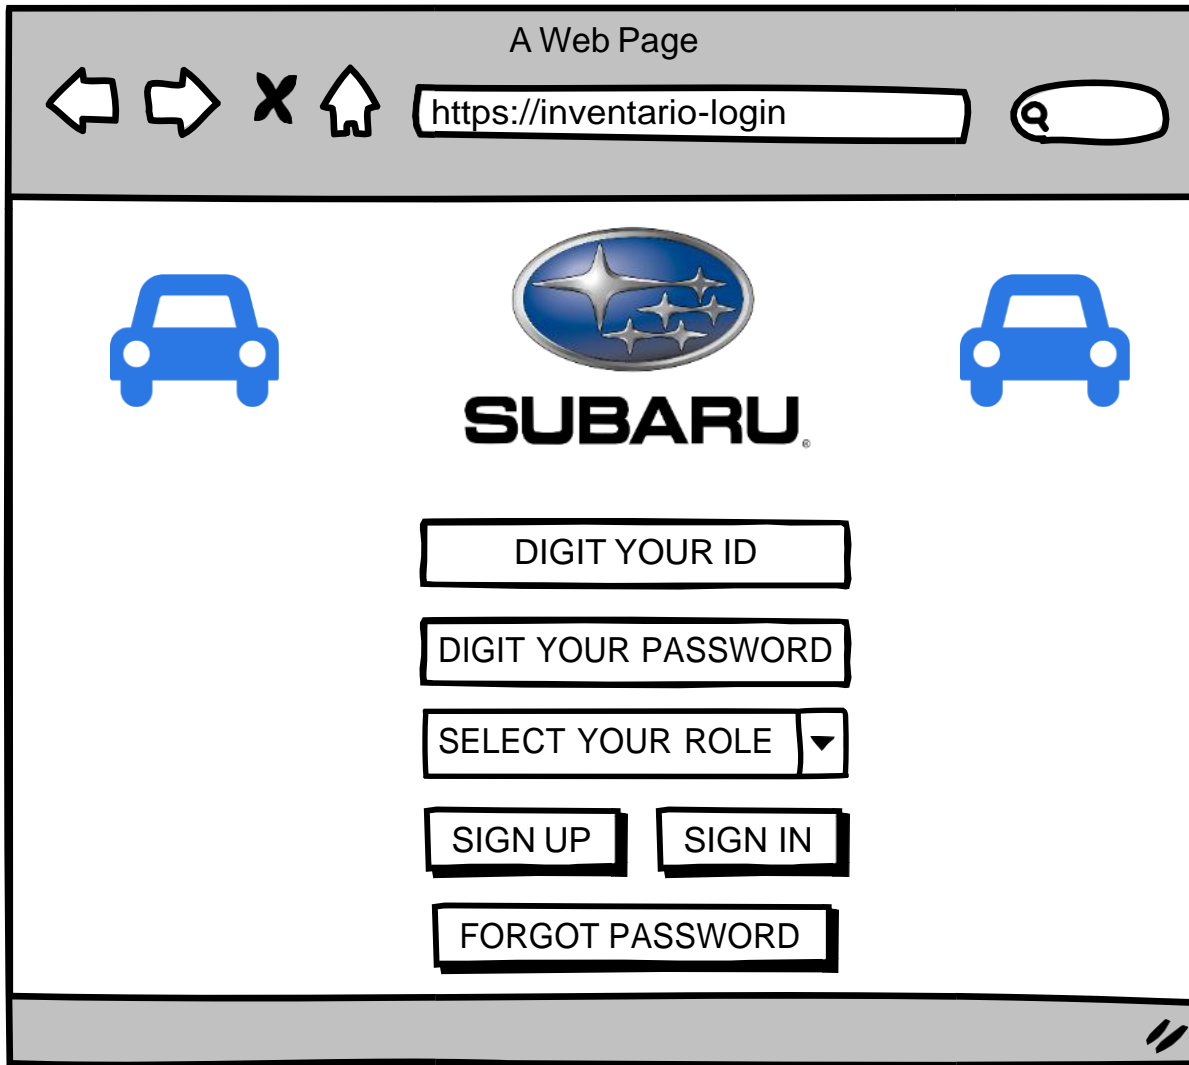 A Web Page
https://inventario-login
SUBARU®
DIGIT YOUR ID
DIGIT YOUR PASSWORD
SELECT YOUR ROLE
SIGN UP SIGN IN
FORGOT PASSWORD